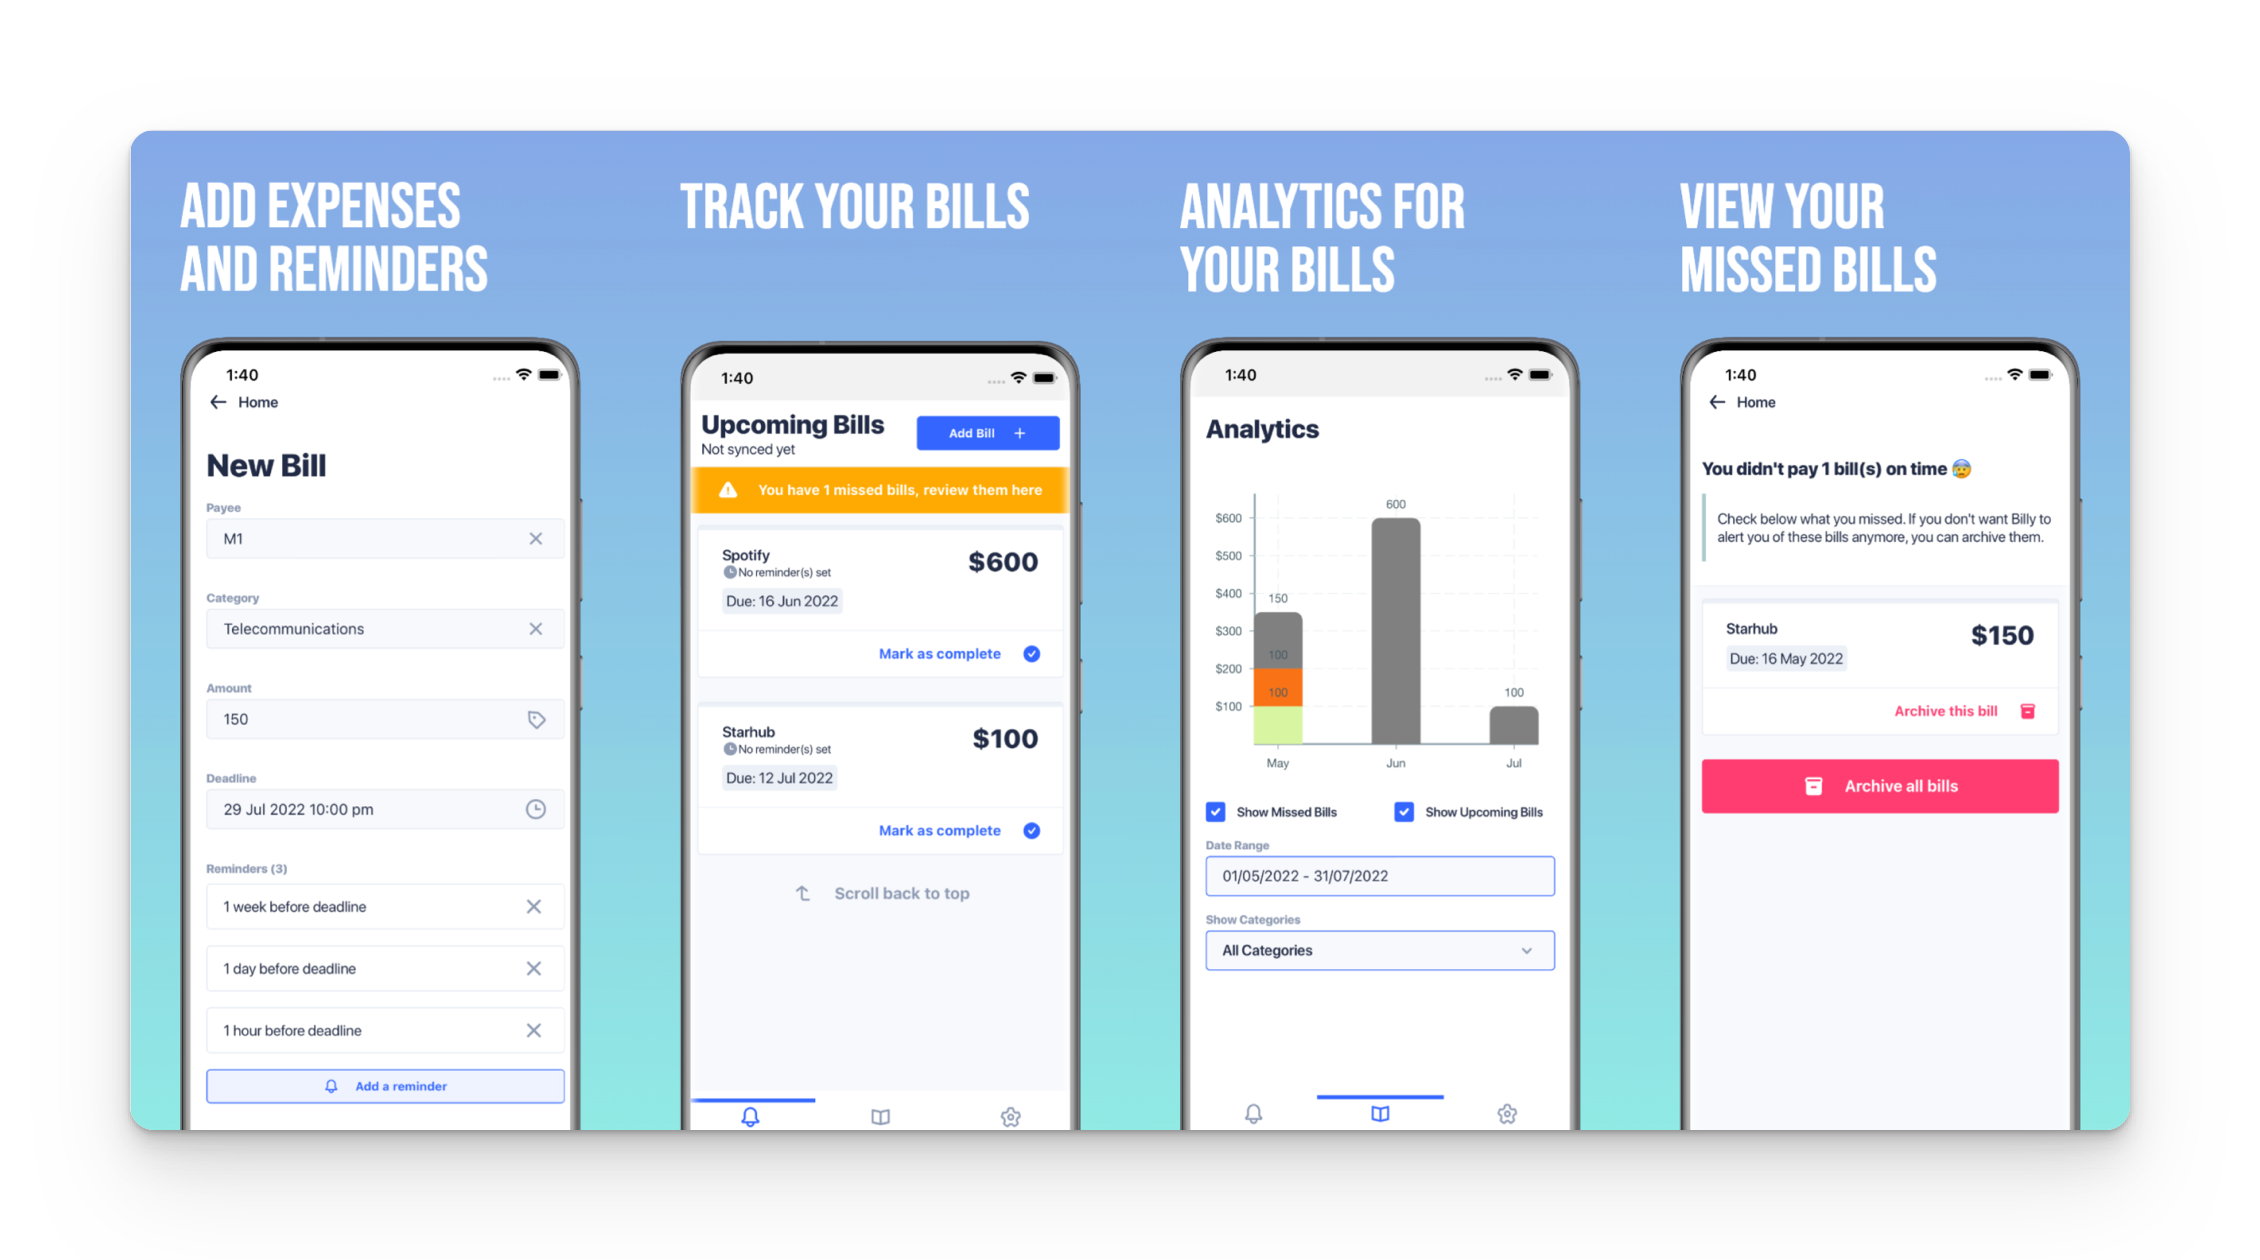 ADD EXPENSES
AND REMINDERS
1:40
Home
New Bill
Payee
M1
Category
Telecommunications
Amount
150
Deadline
29 Jul 2022 10:00 pm
Reminders (3)
1 week before deadline
1 day before deadline
1 hour before deadline
Add a reminder
TRACK YOUR BILLS
1:40
Upcoming Bills
Add Bill +
Not synced yet
You have 1 missed bills, review them here
Spotify
$600
No reminder(s) set
Due: 16 Jun 2022
Mark as complete
Starhub
$100
No reminder(s) set
Due: 12 Jul 2022
Mark as complete
Scroll back to top
ANALYTICS FOR
YOUR BILLS
1:40
Analytics
600
$600
$500
$400
150
$300
100
$200
100
100
$100
May
Jun
Jul
Show Missed Bills
Show Upcoming Bills
Date Range
01/05/2022 - 31/07/2022
Show Categories
All Categories
VIEW YOUR
MISSED BILLS
1:40
Home
You didn't pay 1 bill(s) on time 😰
Check below what you missed. If you don't want Billy to
alert you of these bills anymore, you can archive them.
Starhub
$150
Due: 16 May 2022
Archive this bill
Archive all bills